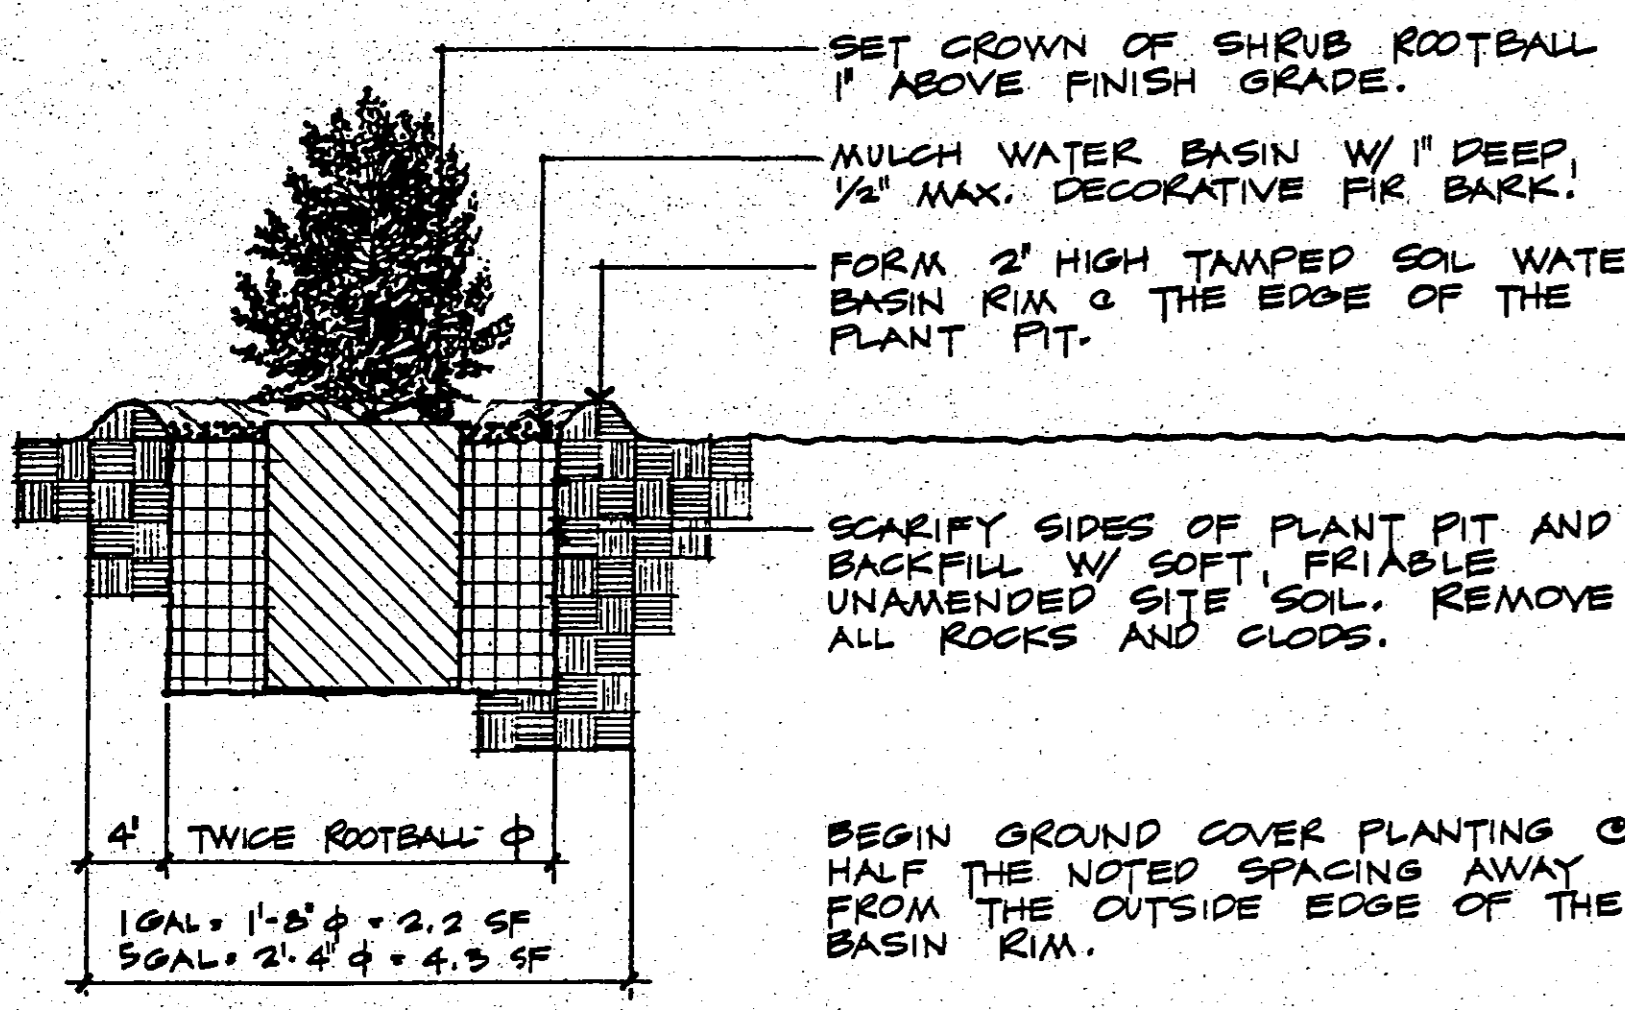 SET CROWN OF SHRUB ROOTBALL
1" ABOVE FINISH GRADE.
MULCH WATER BASIN W/ 1" DEEP,
1/2" MAX. DECORATIVE FIR BARK.
FORM 2" HIGH TAMPED SOIL WATE
BASIN RIM @ THE EDGE OF THE
PLANT PIT.
SCARIFY SIDES OF PLANT PIT AND
BACKFILL W/ SOFT, FRIABLE
UNAMENDED SITE SOIL. REMOVE
ALL ROCKS AND CLODS.
4" TWICE ROOTBALL ϕ
1 GAL = 1'-8" ϕ = 2.2 SF
5 GAL = 2'-4" ϕ = 4.3 SF
BEGIN GROUND COVER PLANTING @
HALF THE NOTED SPACING AWAY
FROM THE OUTSIDE EDGE OF THE
BASIN RIM.